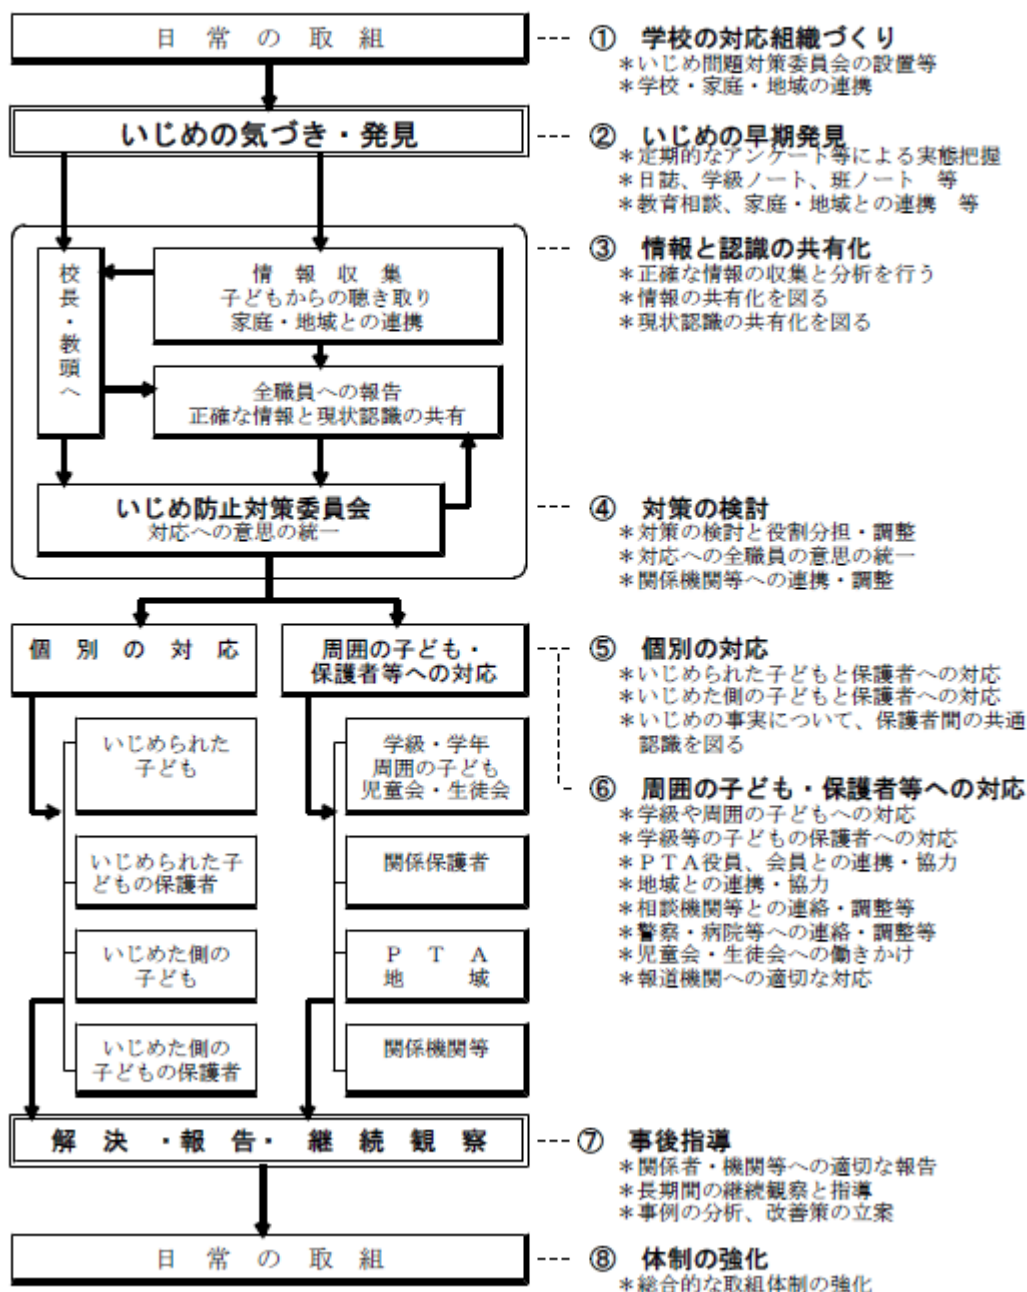 日常の取組
① 学校の対応組織づくり
＊いじめ問題対策委員会の設置等
＊学校・家庭・地域の連携
いじめの気づき・発見
② いじめの早期発見
＊定期的なアンケート等による実態把握
＊日誌、学級ノート、班ノート 等
＊教育相談、家庭・地域との連携 等
③ 情報と認識の共有化
＊正確な情報の収集と分析を行う
＊情報の共有化を図る
＊現状認識の共有化を図る
校長・教頭へ
情報収集
子どもからの聴き取り
家庭・地域との連携
全職員への報告
正確な情報と現状認識の共有
いじめ防止対策委員会
対応への意思の統一
④ 対策の検討
＊対策の検討と役割分担・調整
＊対応への全職員の意思の統一
＊関係機関等への連携・調整
個別の対応
周囲の子ども・
保護者等への対応
⑤ 個別の対応
＊いじめられた子どもと保護者への対応
＊いじめた側の子どもと保護者への対応
＊いじめの事実について、保護者間の共通
認識を図る
いじめられた
子ども
いじめられた子
どもの保護者
いじめた側の
子ども
いじめた側の
子どもの保護者
学級・学年
周囲の子ども
児童会・生徒会
関係保護者
ＰＴＡ
地域
関係機関等
⑥ 周囲の子ども・保護者等への対応
＊学級や周囲の子どもへの対応
＊学級等の子どもの保護者への対応
＊ＰＴＡ役員、会員との連携・協力
＊地域との連携・協力
＊相談機関等との連絡・調整等
＊警察・病院等への連絡・調整等
＊児童会・生徒会への働きかけ
＊報道機関への適切な対応
解決・報告・継続観察
⑦ 事後指導
＊関係者・機関等への適切な報告
＊長期間の継続観察と指導
＊事例の分析、改善策の立案
日常の取組
⑧ 体制の強化
＊総合的な取組体制の強化